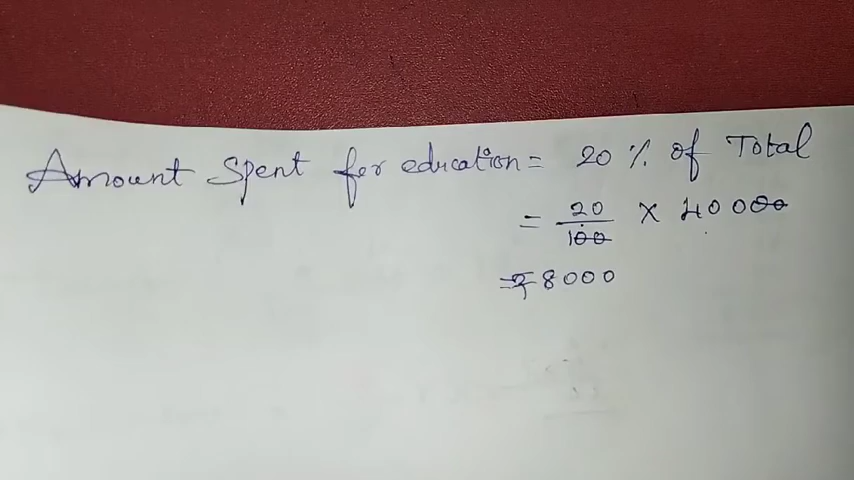 Amount Spent for education = 20 % of Total
= 20/100 × 40000
= ₹ 8000